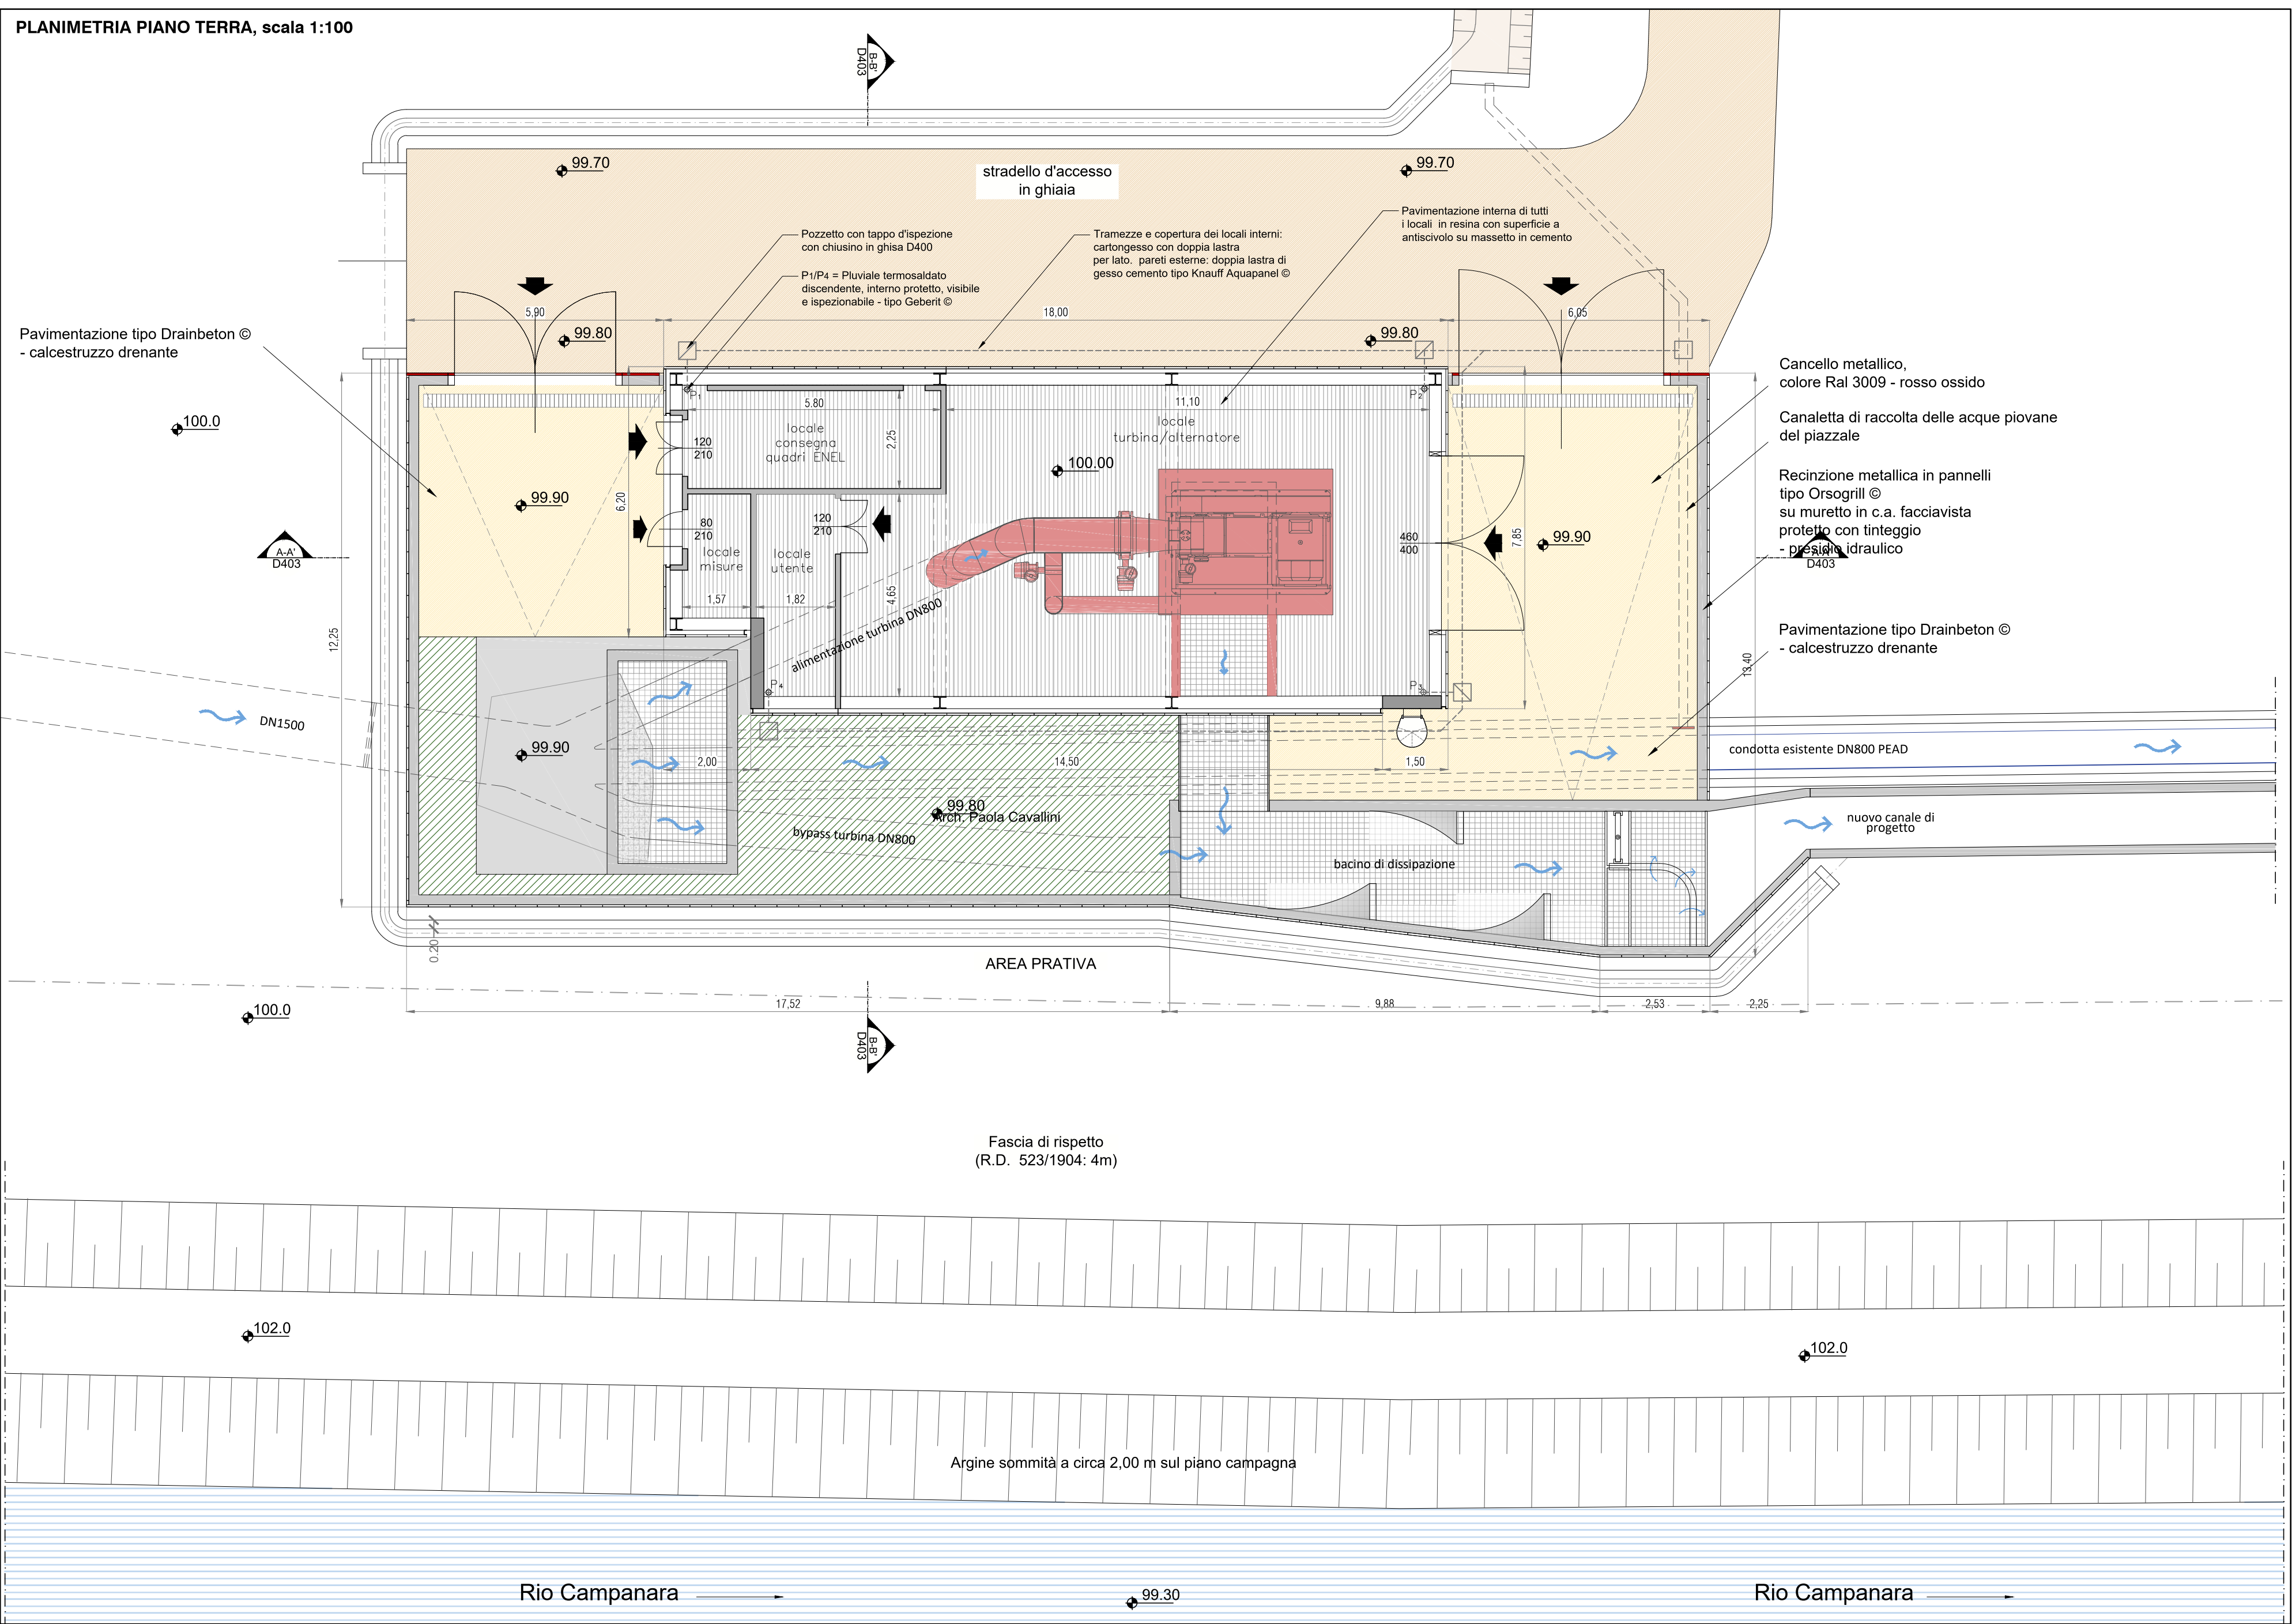 PLANIMETRIA PIANO TERRA, scala 1:100
B-B'
D403
99.70
stradello d'accesso
in ghiaia
99.70
Pozzetto con tappo d'ispezione
con chiusino in ghisa D400
P1/P4 = Pluviale termosaldato
discendente, interno protetto, visibile
e ispezionabile - tipo Geberit ©
Tramezze e copertura dei locali interni:
cartongesso con doppia lastra
per lato. pareti esterne: doppia lastra di
gesso cemento tipo Knauff Aquapanel ©
Pavimentazione interna di tutti
i locali in resina con superficie a
antiscivolo su massetto in cemento
5,90
18,00
6,05
99.80
99.80
Pavimentazione tipo Drainbeton ©
- calcestruzzo drenante
Cancello metallico,
colore Ral 3009 - rosso ossido
Canaletta di raccolta delle acque piovane
del piazzale
Recinzione metallica in pannelli
tipo Orsogrill ©
su muretto in c.a. facciavista
protetto con tinteggio
- presidio idraulico
A-A'
D403
Pavimentazione tipo Drainbeton ©
- calcestruzzo drenante
100.0
A-A'
D403
99.90
6,20
P1
5.80
11,10
P2
locale
consegna
quadri ENEL
2,25
locale
turbina/alternatore
100.00
120
210
80
210
120
210
locale
misure
locale
utente
1,57
1,82
4,65
alimentazione turbina DN800
460
400
7,85
99.90
12,25
13,40
P4
P3
DN1500
99.90
2,00
14,50
1,50
condotta esistente DN800 PEAD
99.80
Arch. Paola Cavallini
bypass turbina DN800
nuovo canale di
progetto
bacino di dissipazione
0.20
AREA PRATIVA
17,52
9,88
2,53
2,25
100.0
B-B'
D403
Fascia di rispetto
(R.D. 523/1904: 4m)
102.0
102.0
Argine sommità a circa 2,00 m sul piano campagna
Rio Campanara
99.30
Rio Campanara